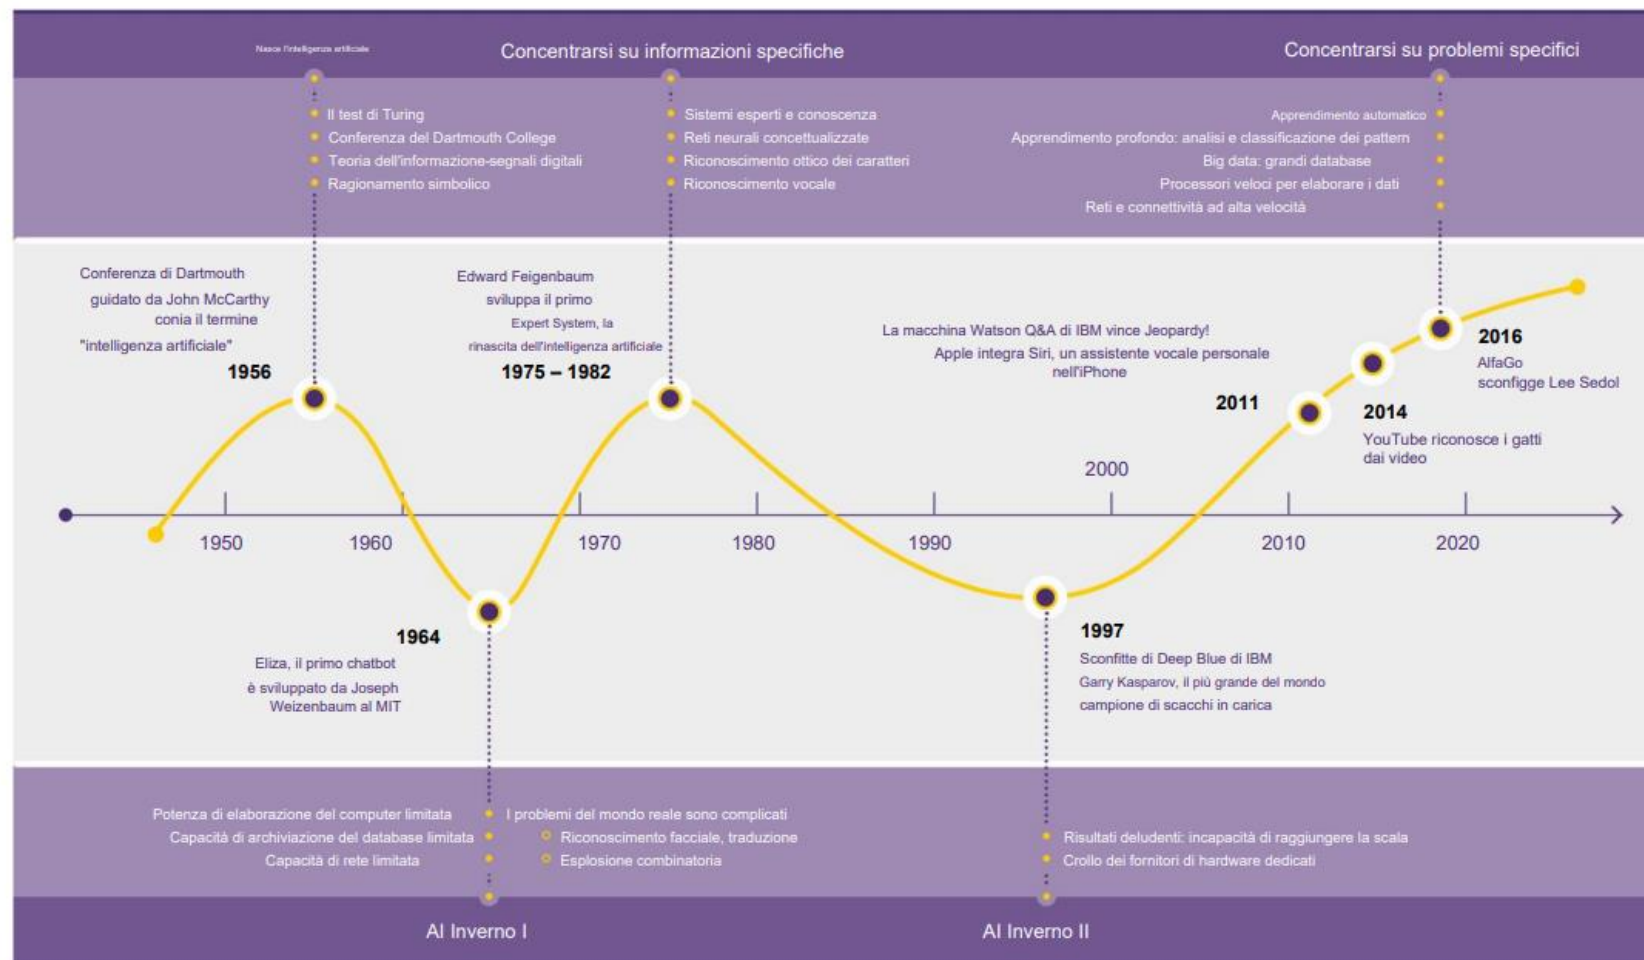 Nasce l'intelligenza artificiale
Concentrarsi su informazioni specifiche
Concentrarsi su problemi specifici
Il test di Turing
Conferenza del Dartmouth College
Teoria dell'informazione-segnali digitali
Ragionamento simbolico
Sistemi esperti e conoscenza
Reti neurali concettualizzate
Riconoscimento ottico dei caratteri
Riconoscimento vocale
Apprendimento automatico
Apprendimento profondo: analisi e classificazione dei pattern
Big data: grandi database
Processori veloci per elaborare i dati
Reti e connettività ad alta velocità
Conferenza di Dartmouth
guidato da John McCarthy
conia il termine
"intelligenza artificiale"
1956
Edward Feigenbaum
sviluppa il primo
Expert System, la
rinascita dell'intelligenza artificiale
1975 – 1982
La macchina Watson Q&A di IBM vince Jeopardy!
Apple integra Siri, un assistente vocale personale
nell'iPhone
2011
2016
AlfaGo
sconfigge Lee Sedol
2014
YouTube riconosce i gatti
dai video
2000
1950
1960
1970
1980
1990
2010
2020
1964
Eliza, il primo chatbot
è sviluppato da Joseph
Weizenbaum al MIT
1997
Sconfitte di Deep Blue di IBM
Garry Kasparov, il più grande del mondo
campione di scacchi in carica
Potenza di elaborazione del computer limitata
Capacità di archiviazione del database limitata
Capacità di rete limitata
I problemi del mondo reale sono complicati
Riconoscimento facciale, traduzione
Esplosione combinatoria
Risultati deludenti: incapacità di raggiungere la scala
Crollo dei fornitori di hardware dedicati
AI Inverno I
AI Inverno II